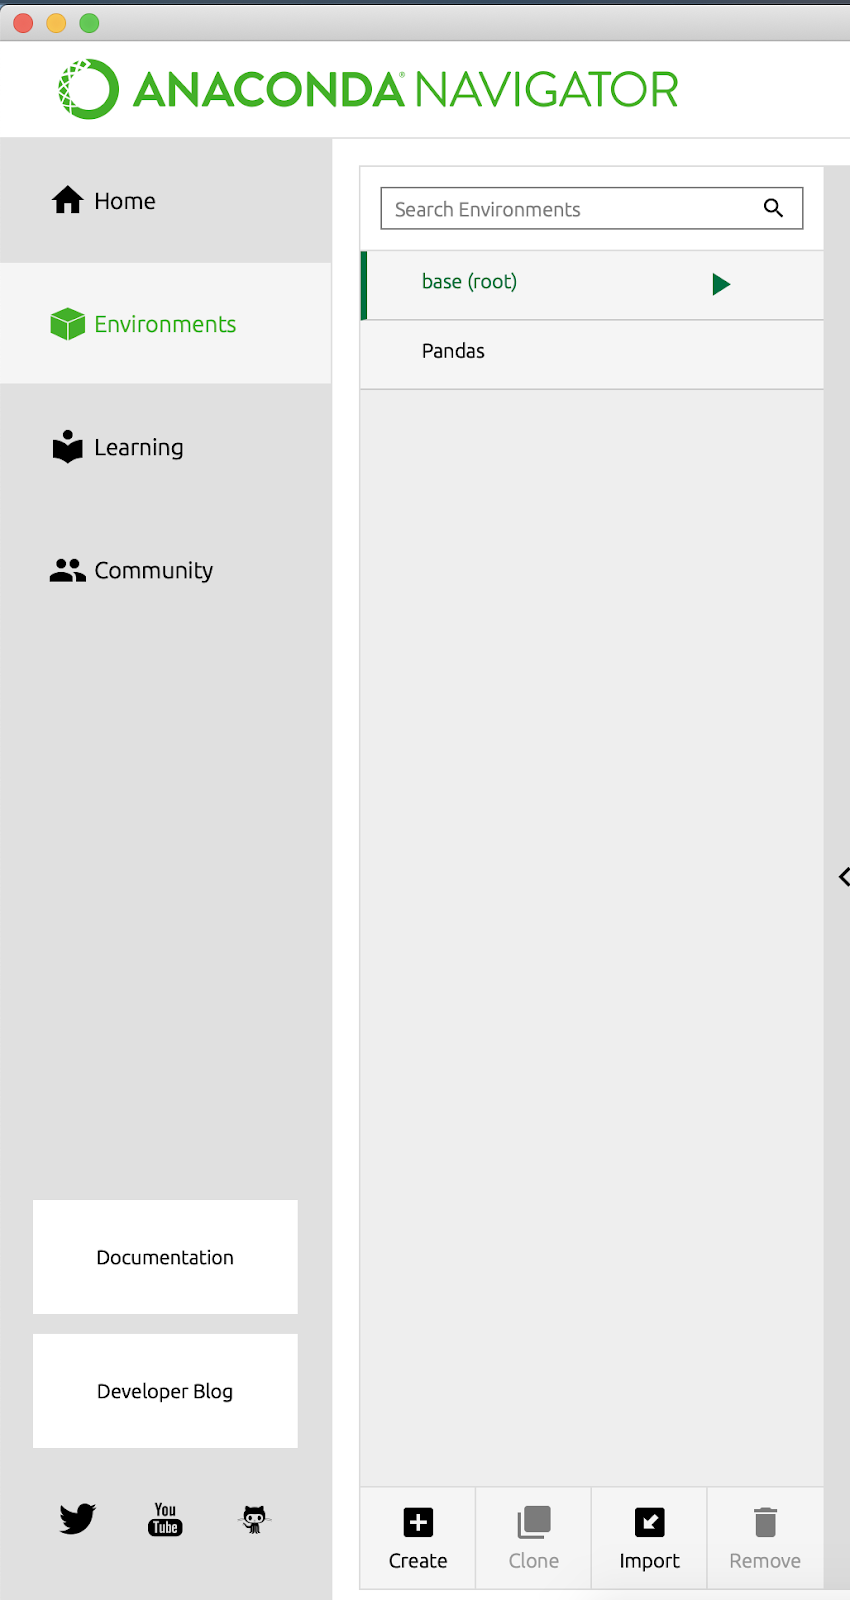 ANACONDA® NAVIGATOR
Home
Environments
Learning
Community
Documentation
Developer Blog
You
Tube
Search Environments
base (root)
Pandas
Create
Clone
Import
Remove